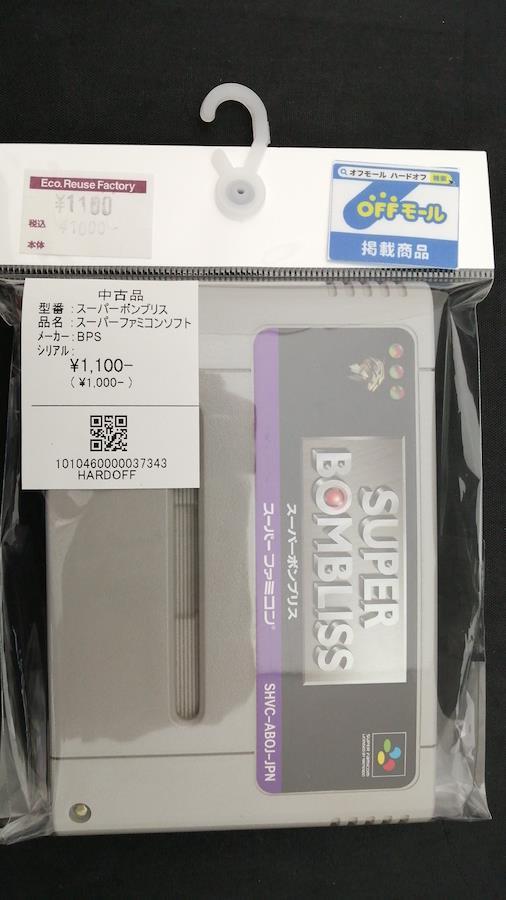 Eco.Reuse Factory
¥1100
税込
¥1000-
本体
オフモール ハードオフ 検索
OFFモール
掲載商品
中古品
型番 : スーパーボンブリス
品名 : スーパーファミコンソフト
メーカー: BPS
シリアル:
¥1,100-
( ¥1,000- )
1010460000037343
HARDOFF
SUPER
BOMBLISS
スーパーボンブリス
スーパーファミコン
SHVC-ABOJ-JPN
SUPER FAMICOM
LICENSED BY NINTENDO